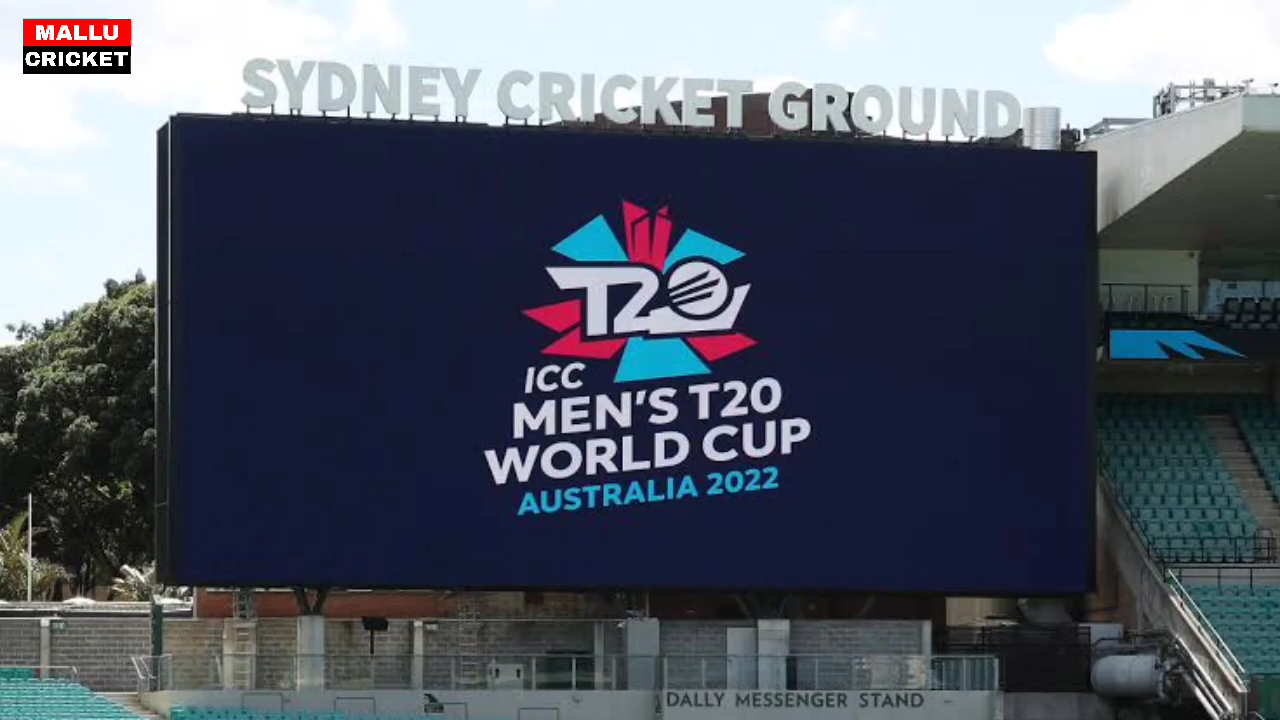 MALLU
CRICKET
SYDNEY CRICKET GROUND
T20
ICC
MEN'S T20
WORLD CUP
AUSTRALIA 2022
DALLY MESSENGER STAND